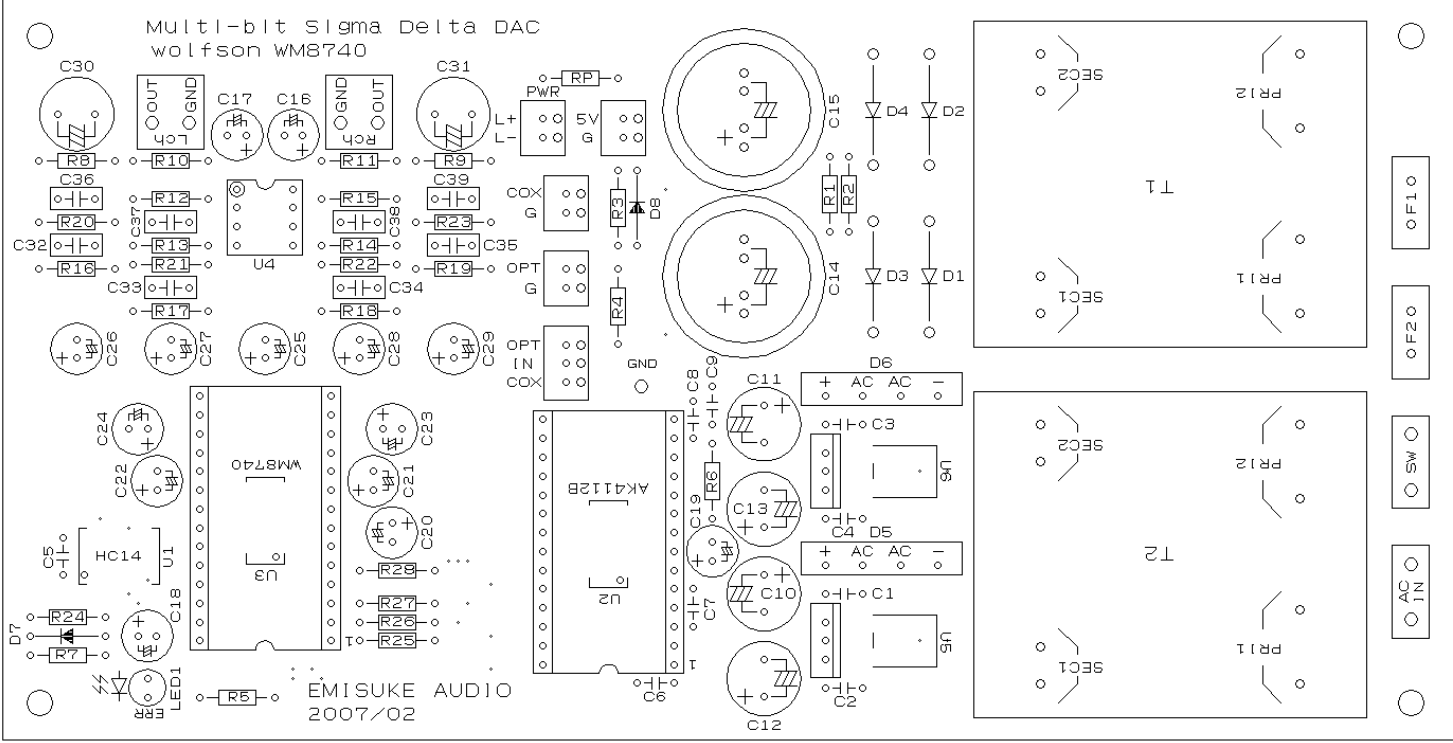 Multi-bit Sigma Delta DAC
wolfson WM8740
C30
OUT
GND
Lch
C17
C16
GND
OUT
Rch
C31
RP
PWR
L+
L-
5V
G
C15
D4
D2
SEC2
PRI2
T1
SEC1
PRI1
F1
R8
R10
R11
R9
C36
R12
R15
C39
COX
G
R3
D8
R1
R2
R20
C37
C38
R23
C32
R13
R14
C35
U4
R16
R21
R22
R19
OPT
G
C14
D3
D1
C33
C34
R4
R17
R18
F2
C26
C27
C25
C28
C29
OPT
IN
COX
GND
C8
C9
C11
D6
+ AC AC -
C24
C23
C3
SEC2
PRI2
T2
SEC1
PRI1
SW
C22
WM8740
C21
AK4112B
R6
U6
C19
C13
C20
C4
D5
+ AC AC -
C5
HC14
U1
U3
R28
U2
C7
C10
C1
AC
IN
R24
C18
R27
D7
R26
R7
1
R25
U5
1
LED1
ERR
R5
EMISUKE AUDIO
2007/02
C6
C2
C12